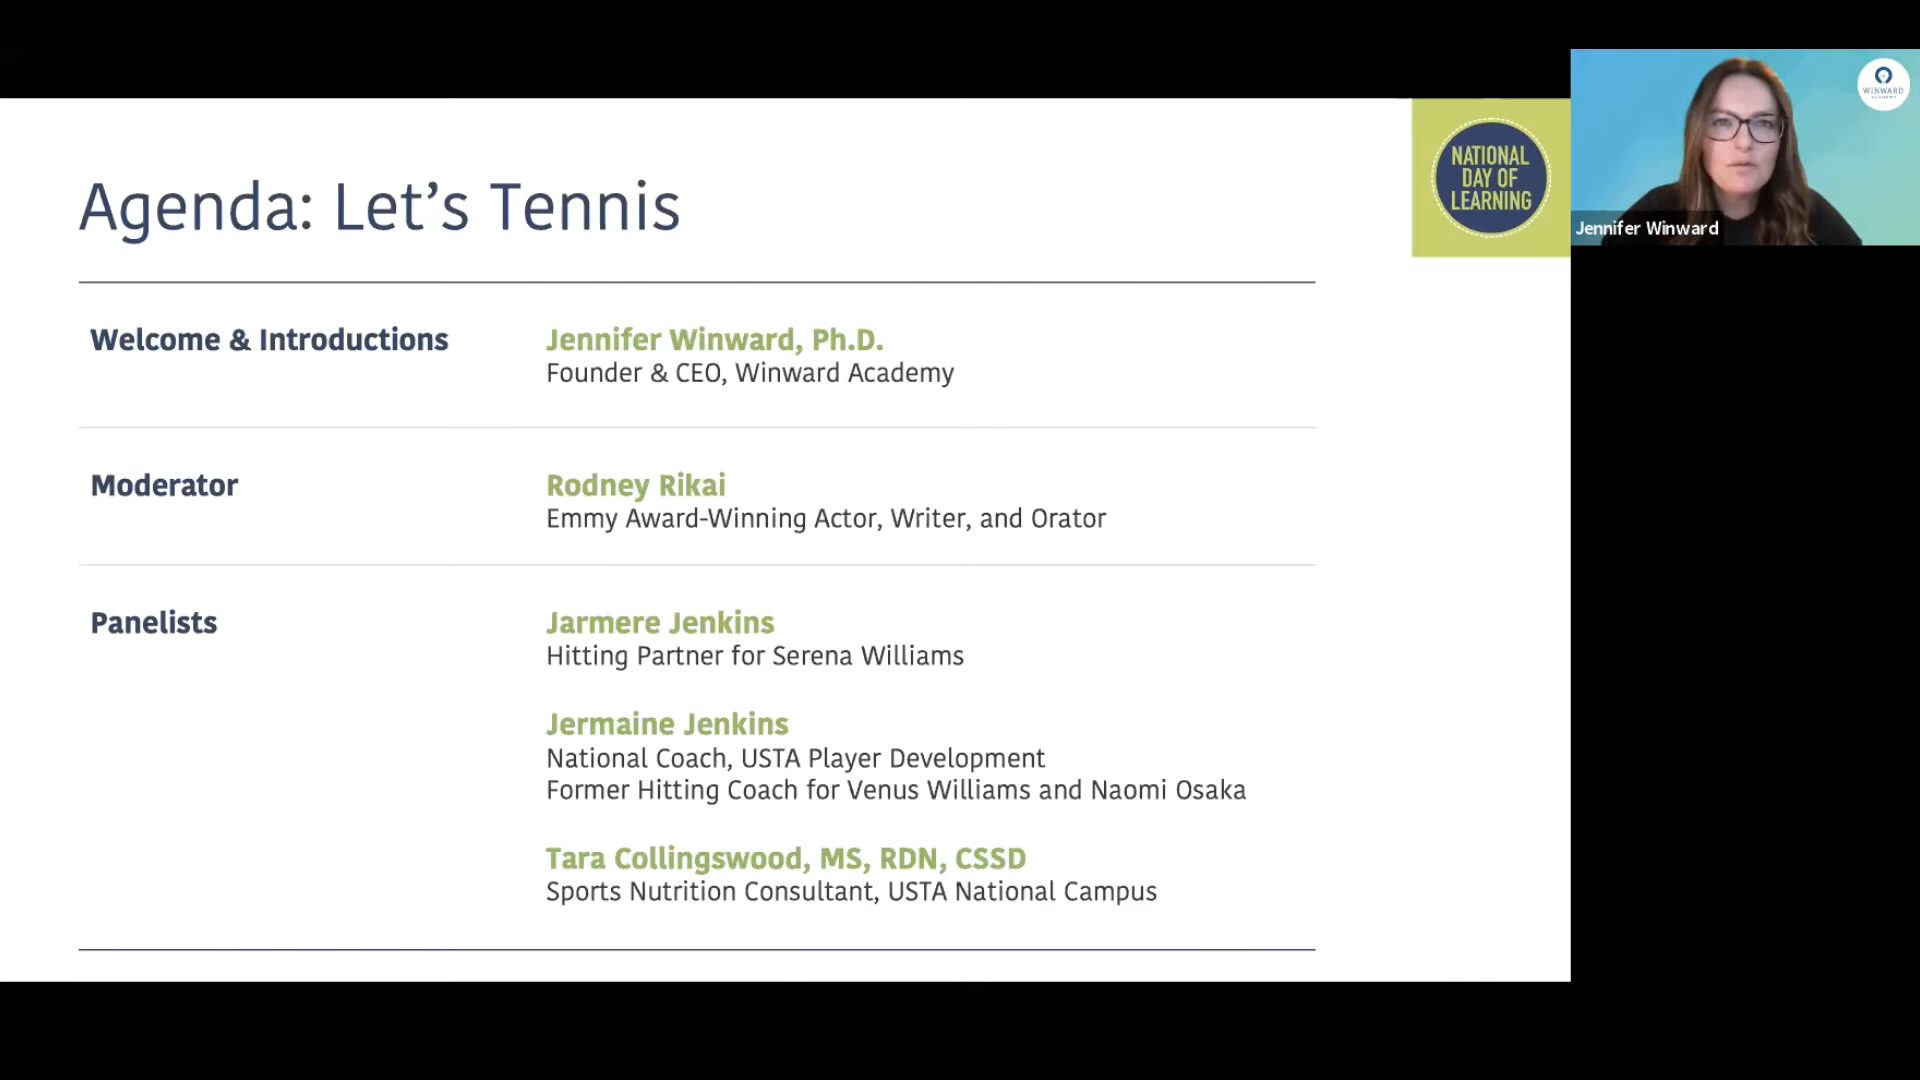 Agenda: Let’s Tennis
NATIONAL
DAY OF
LEARNING
WINWARD
ACADEMY
Jennifer Winward
Welcome & Introductions
Jennifer Winward, Ph.D.
Founder & CEO, Winward Academy
Moderator
Rodney Rikai
Emmy Award-Winning Actor, Writer, and Orator
Panelists
Jarmere Jenkins
Hitting Partner for Serena Williams
Jermaine Jenkins
National Coach, USTA Player Development
Former Hitting Coach for Venus Williams and Naomi Osaka
Tara Collingswood, MS, RDN, CSSD
Sports Nutrition Consultant, USTA National Campus